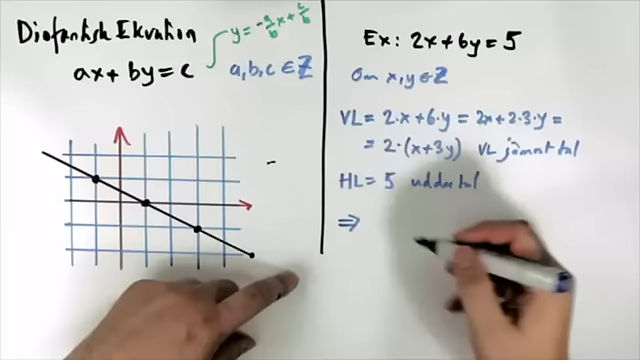 Diofantisk Ekvation
y = -a/b x + c/b
ax + by = c
a, b, c ∈ ℤ
Ex: 2x + 6y = 5
Om x, y ∈ ℤ
VL = 2·x + 6·y = 2x + 2·3·y =
= 2·(x + 3y) VL jämnt tal
HL = 5 udda tal
⇒